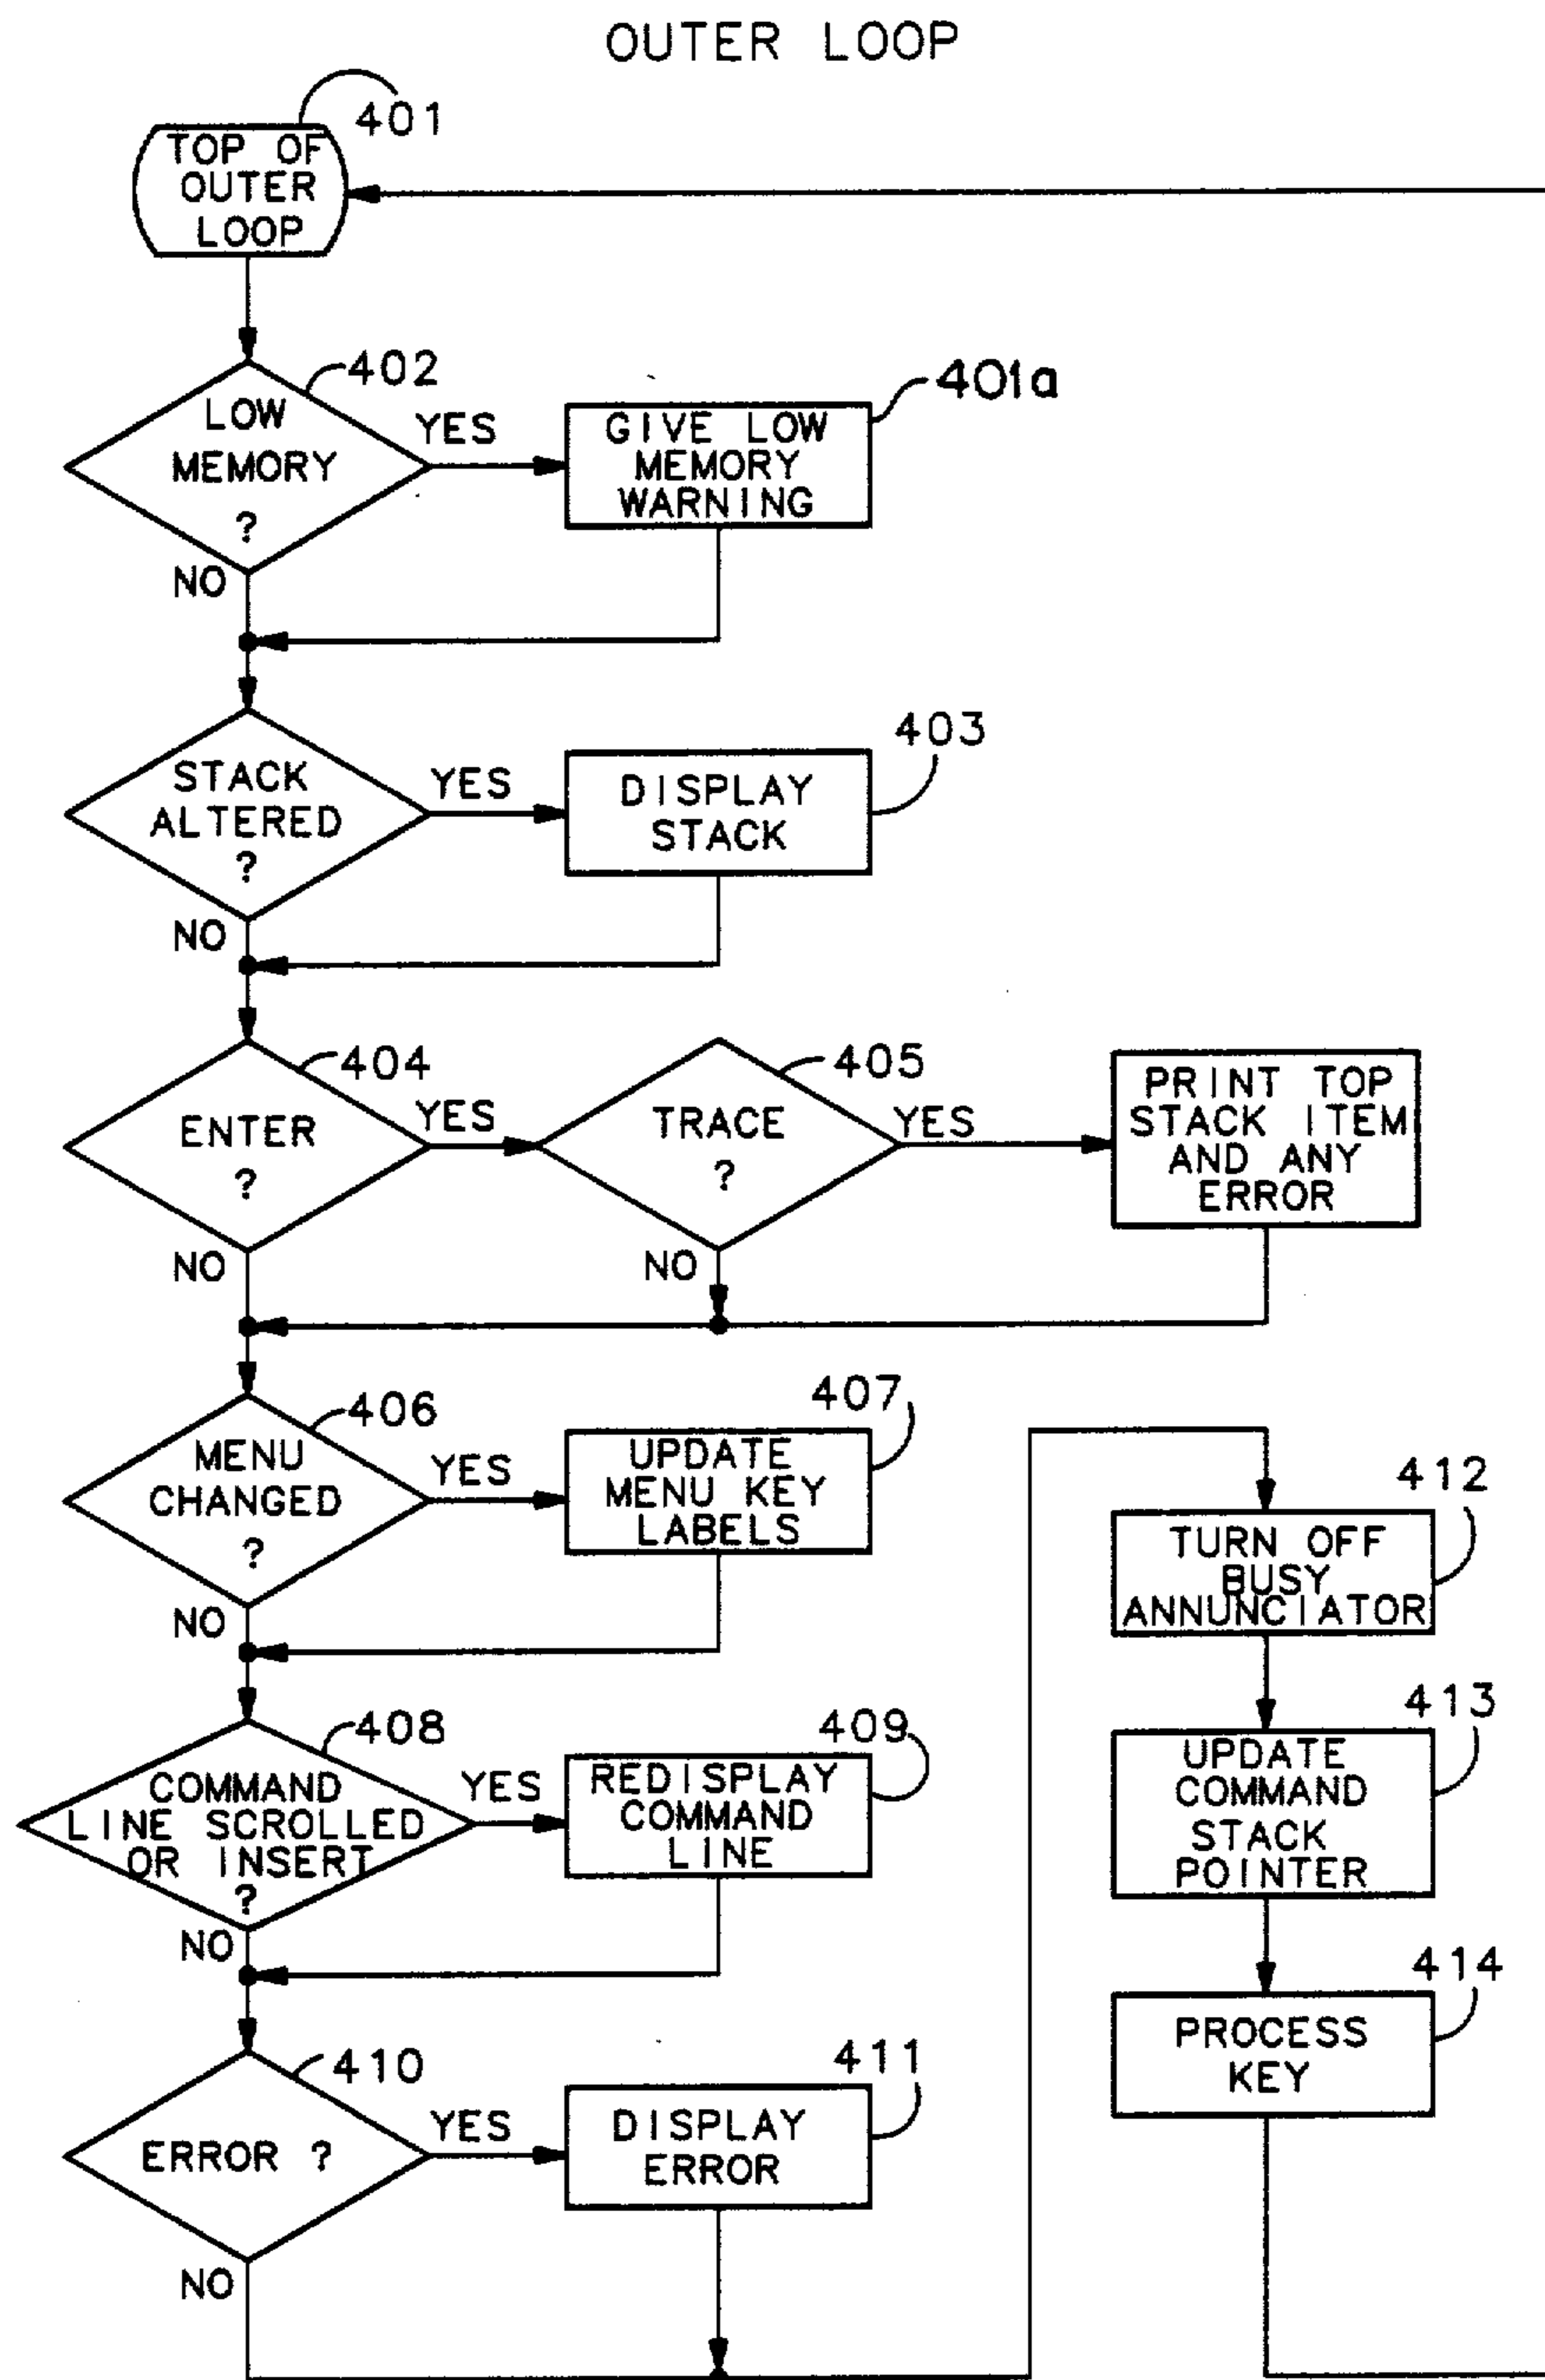 OUTER LOOP
401
TOP OF
OUTER
LOOP
402
LOW
MEMORY
?
YES
NO
401a
GIVE LOW
MEMORY
WARNING
STACK
ALTERED
?
YES
NO
403
DISPLAY
STACK
404
ENTER
?
YES
NO
405
TRACE
?
YES
NO
PRINT TOP
STACK ITEM
AND ANY
ERROR
406
MENU
CHANGED
?
YES
NO
407
UPDATE
MENU KEY
LABELS
408
COMMAND
LINE SCROLLED
OR INSERT
?
YES
NO
409
REDISPLAY
COMMAND
LINE
410
ERROR ?
YES
NO
411
DISPLAY
ERROR
412
TURN OFF
BUSY
ANNUNCIATOR
413
UPDATE
COMMAND
STACK
POINTER
414
PROCESS
KEY